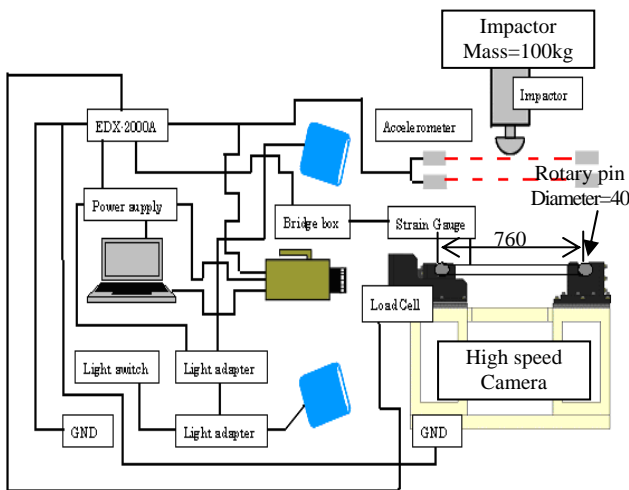 Impactor
Mass=100kg
Impactor
EDX-2000A
Accelerometer
Rotary pin
Diameter=40
Power supply
Bridge box
Strain Gauge
760
Load Cell
High speed
Camera
Light switch
Light adapter
Light adapter
GND
GND